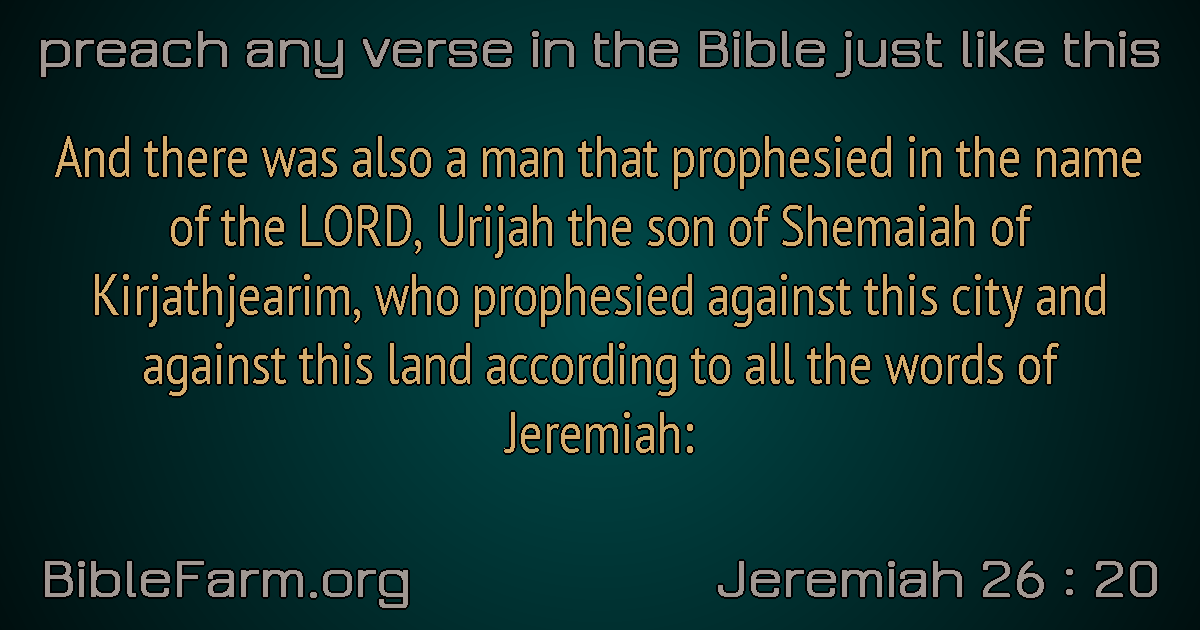 preach any verse in the Bible just like this
And there was also a man that prophesied in the name
of the LORD, Urijah the son of Shemaiah of
Kirjathjearim, who prophesied against this city and
against this land according to all the words of
Jeremiah:
BibleFarm.org
Jeremiah 26 : 20